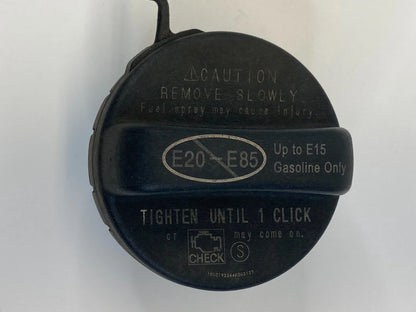 ⚠CAUTION
REMOVE SLOWLY
Fuel spray may cause injury.
E20-E85
Up to E15
Gasoline Only
TIGHTEN UNTIL 1 CLICK
or CHECK may come on. S